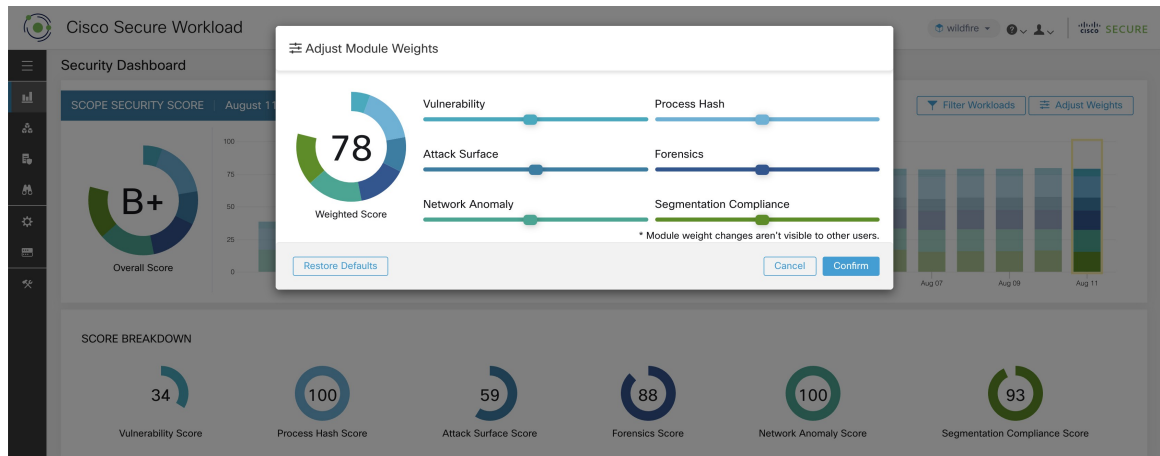 Cisco Secure Workload
wildfire
CISCO SECURE
Security Dashboard
SCOPE SECURITY SCORE
August 11
Filter Workloads
Adjust Weights
100
75
50
25
0
B+
Overall Score
Aug 07
Aug 09
Aug 11
Adjust Module Weights
78
Weighted Score
Vulnerability
Process Hash
Attack Surface
Forensics
Network Anomaly
Segmentation Compliance
* Module weight changes aren't visible to other users.
Restore Defaults
Cancel
Confirm
SCORE BREAKDOWN
34
100
59
88
100
93
Vulnerability Score
Process Hash Score
Attack Surface Score
Forensics Score
Network Anomaly Score
Segmentation Compliance Score